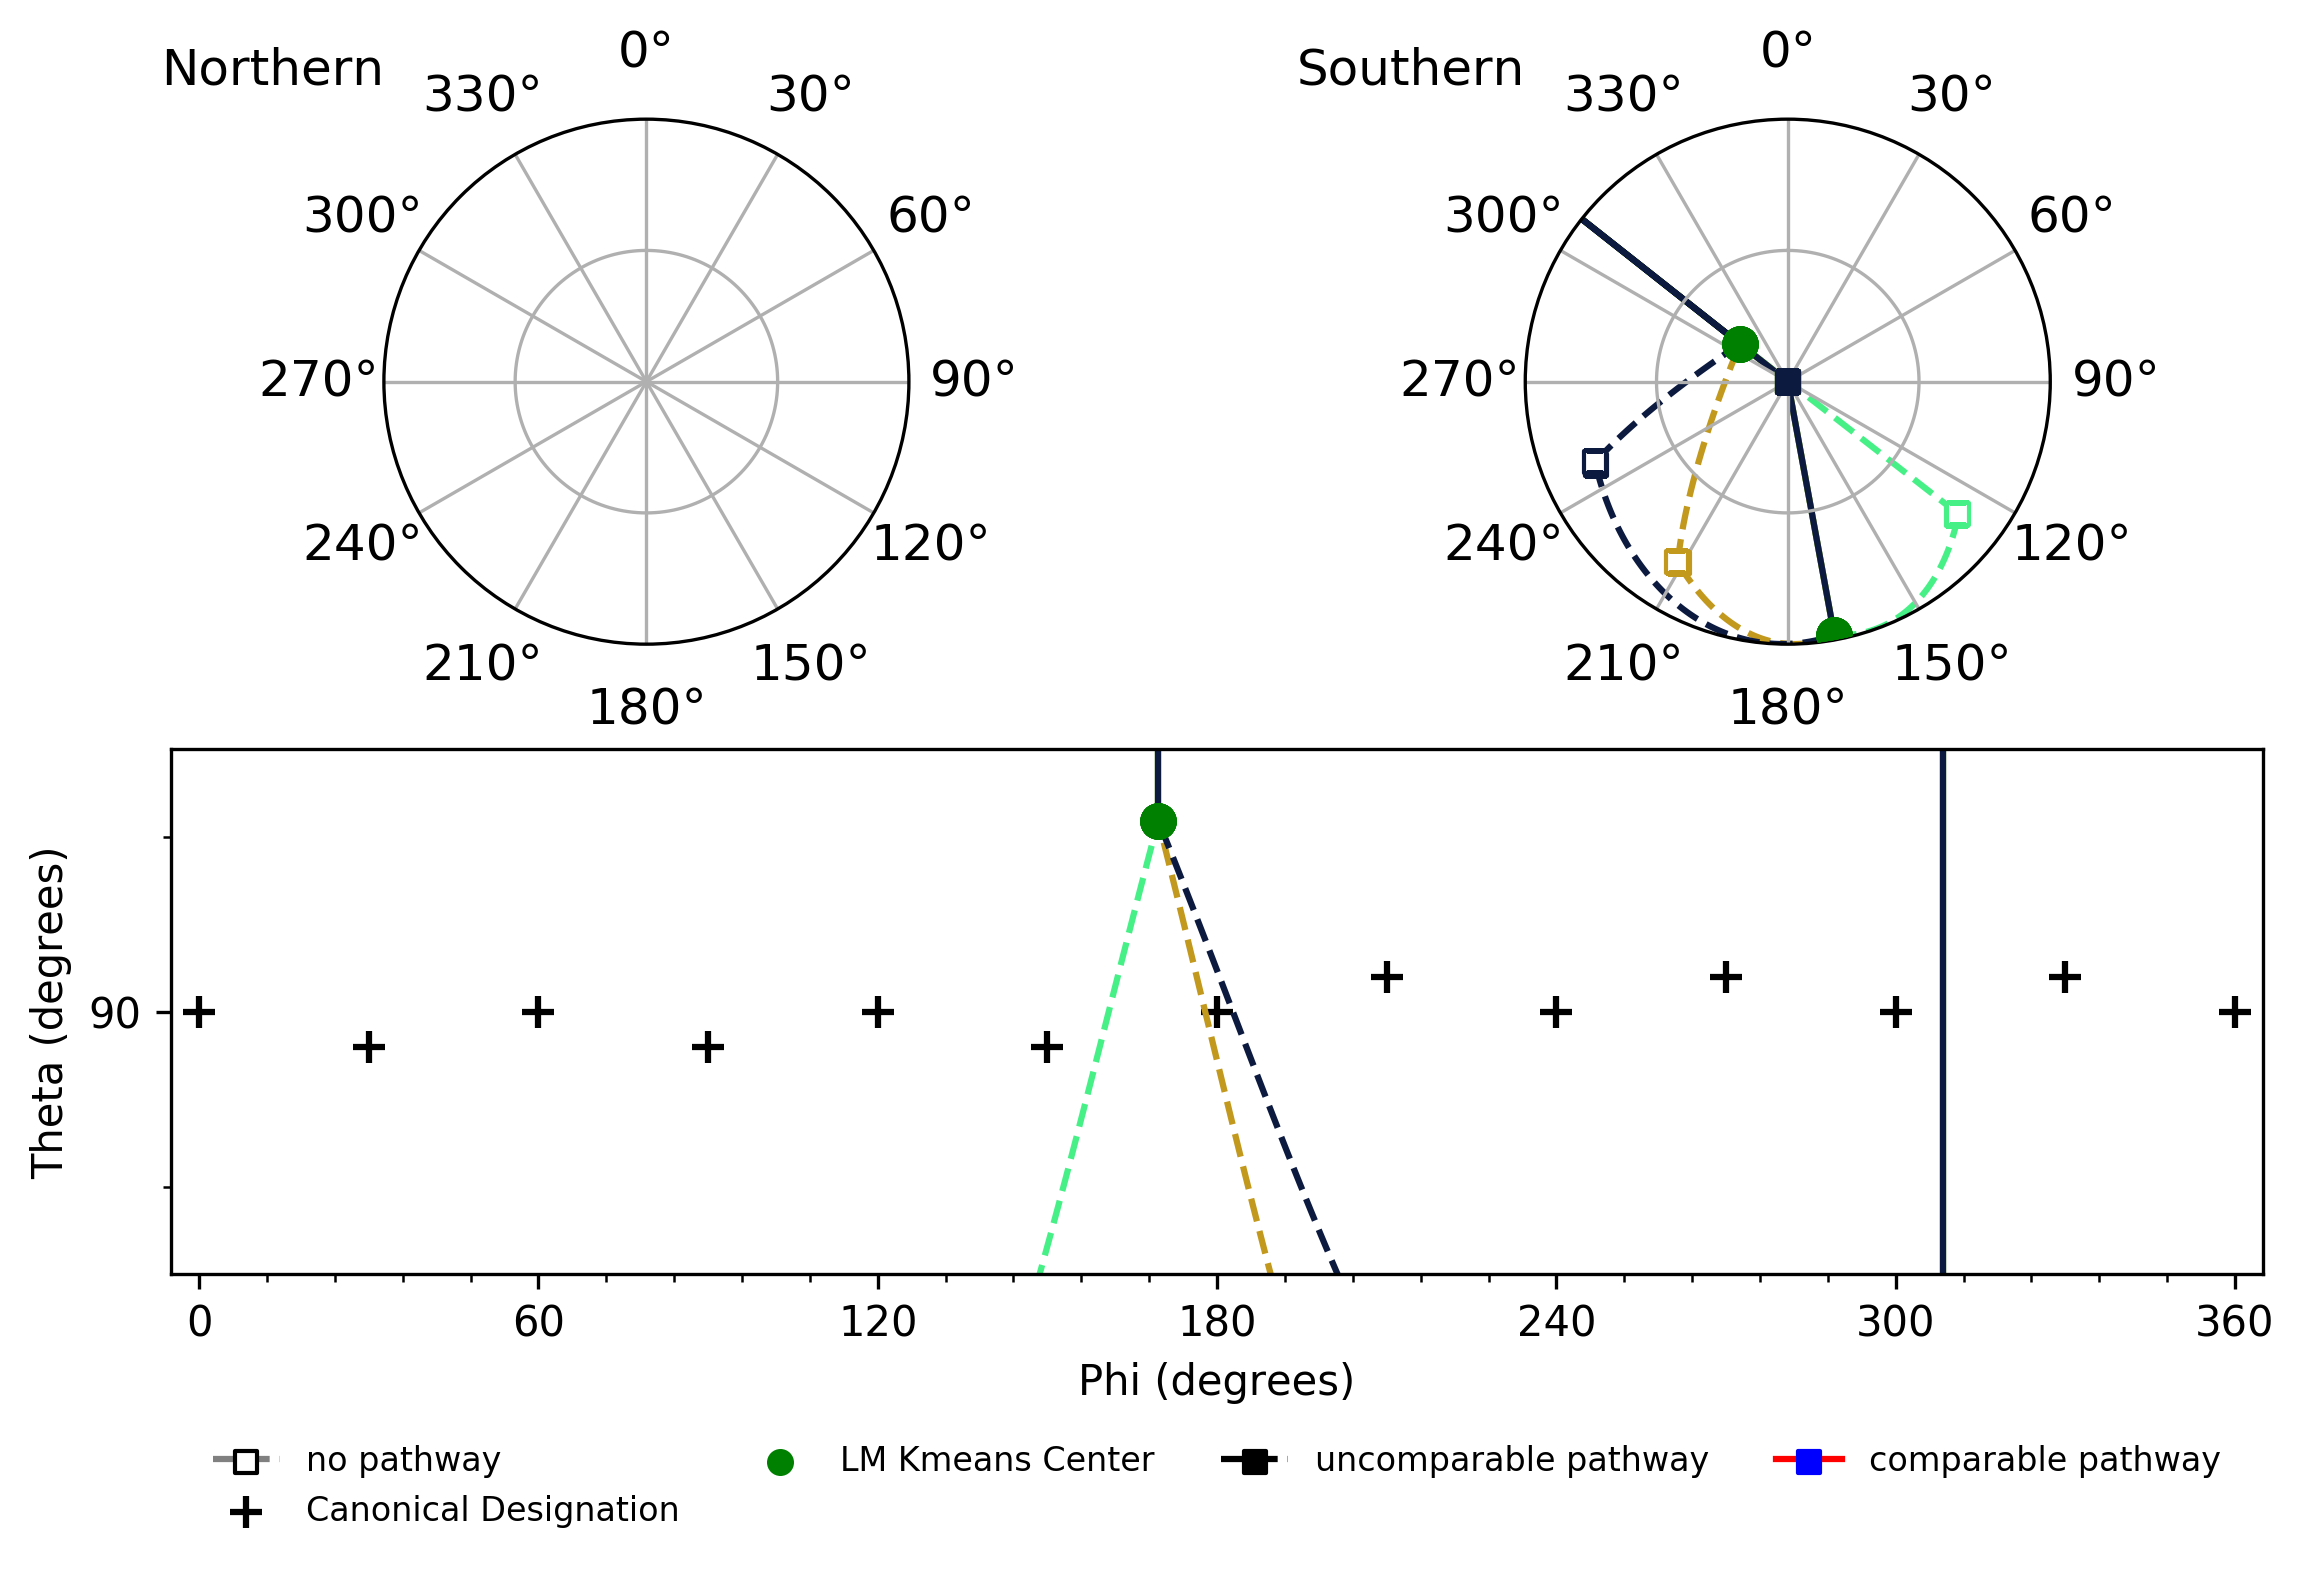 Northern
0°
330°
30°
300°
60°
270°
90°
240°
120°
210°
150°
180°
Southern
0°
330°
30°
300°
60°
270°
90°
240°
120°
210°
150°
180°
Theta (degrees)
90
0 60 120 180 240 300 360
Phi (degrees)
no pathway
Canonical Designation
LM Kmeans Center
uncomparable pathway
comparable pathway